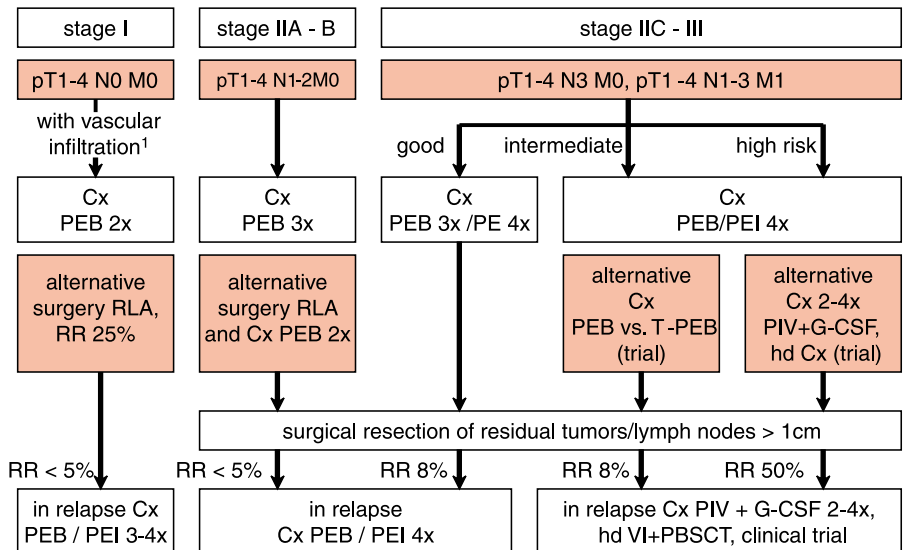 stage I
stage IIA - B
stage IIC - III
pT1-4 N0 M0
pT1-4 N1-2M0
pT1-4 N3 M0, pT1 -4 N1-3 M1
with vascular
infiltration¹
good
intermediate
high risk
Cx
PEB 2x
Cx
PEB 3x
Cx
PEB 3x /PE 4x
Cx
PEB/PEI 4x
alternative
surgery RLA,
RR 25%
alternative
surgery RLA
and Cx PEB 2x
alternative
Cx
PEB vs. T -PEB
(trial)
alternative
Cx 2-4x
PIV+G-CSF,
hd Cx (trial)
surgical resection of residual tumors/lymph nodes > 1cm
RR < 5%
RR < 5%
RR 8%
RR 8%
RR 50%
in relapse Cx
PEB / PEI 3-4x
in relapse
Cx PEB / PEI 4x
in relapse Cx PIV + G-CSF 2-4x,
hd VI+PBSCT, clinical trial